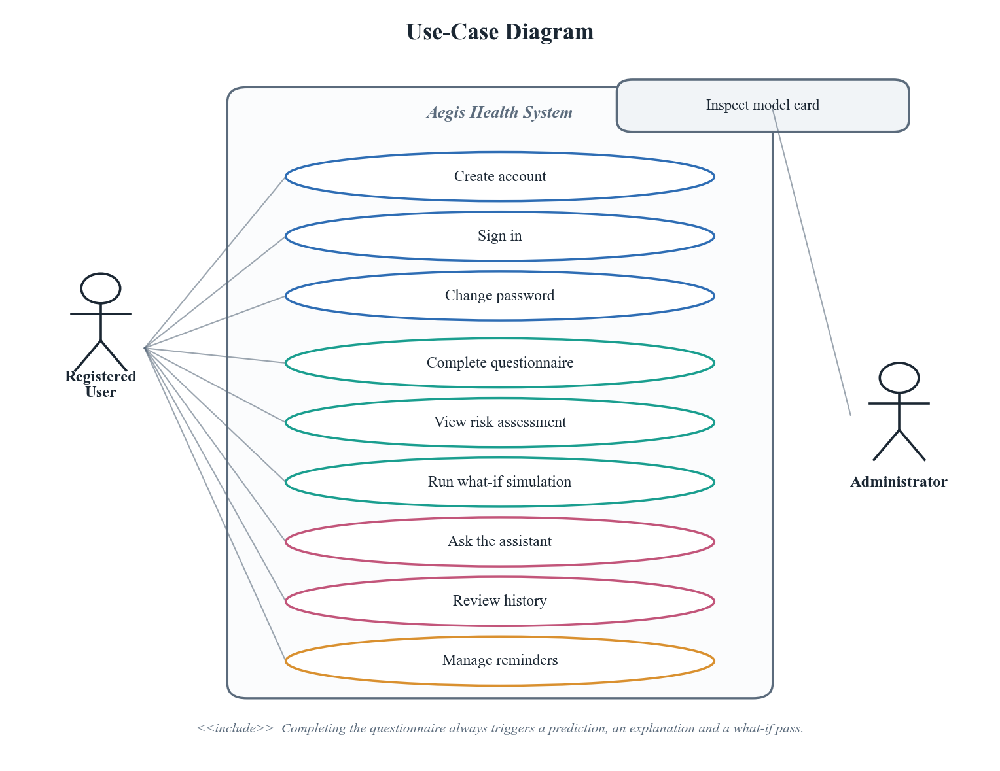 Use-Case Diagram
Aegis Health System
Inspect model card
Create account
Sign in
Change password
Complete questionnaire
View risk assessment
Run what-if simulation
Ask the assistant
Review history
Manage reminders
Registered
User
Administrator
<<include>> Completing the questionnaire always triggers a prediction, an explanation and a what-if pass.